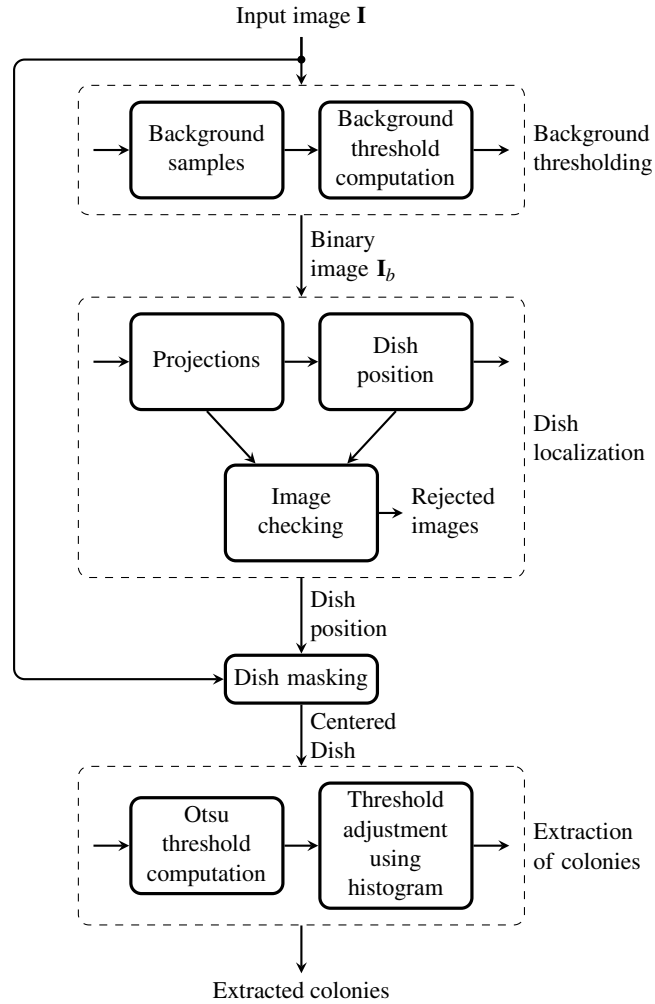 Input image I
Background
samples
Background
threshold
computation
Background
thresholding
Binary
image I_b
Projections
Dish
position
Dish
localization
Image
checking
Rejected
images
Dish
position
Dish masking
Centered
Dish
Otsu
threshold
computation
Threshold
adjustment
using
histogram
Extraction
of colonies
Extracted colonies